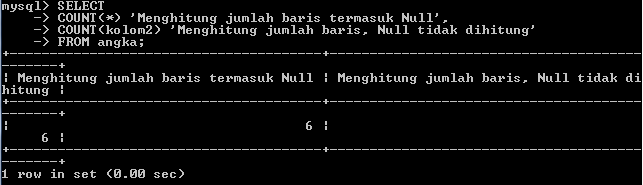 mysql> SELECT
    -> COUNT(*) 'Menghitung jumlah baris termasuk Null',
    -> COUNT(kolom2) 'Menghitung jumlah baris, Null tidak dihitung'
    -> FROM angka;
+---------------------------------------+----------------------------------------
------+
| Menghitung jumlah baris termasuk Null | Menghitung jumlah baris, Null tidak di
hitung |
+---------------------------------------+----------------------------------------
------+
|                                     6 |
     6 |
+---------------------------------------+----------------------------------------
------+
1 row in set (0.00 sec)